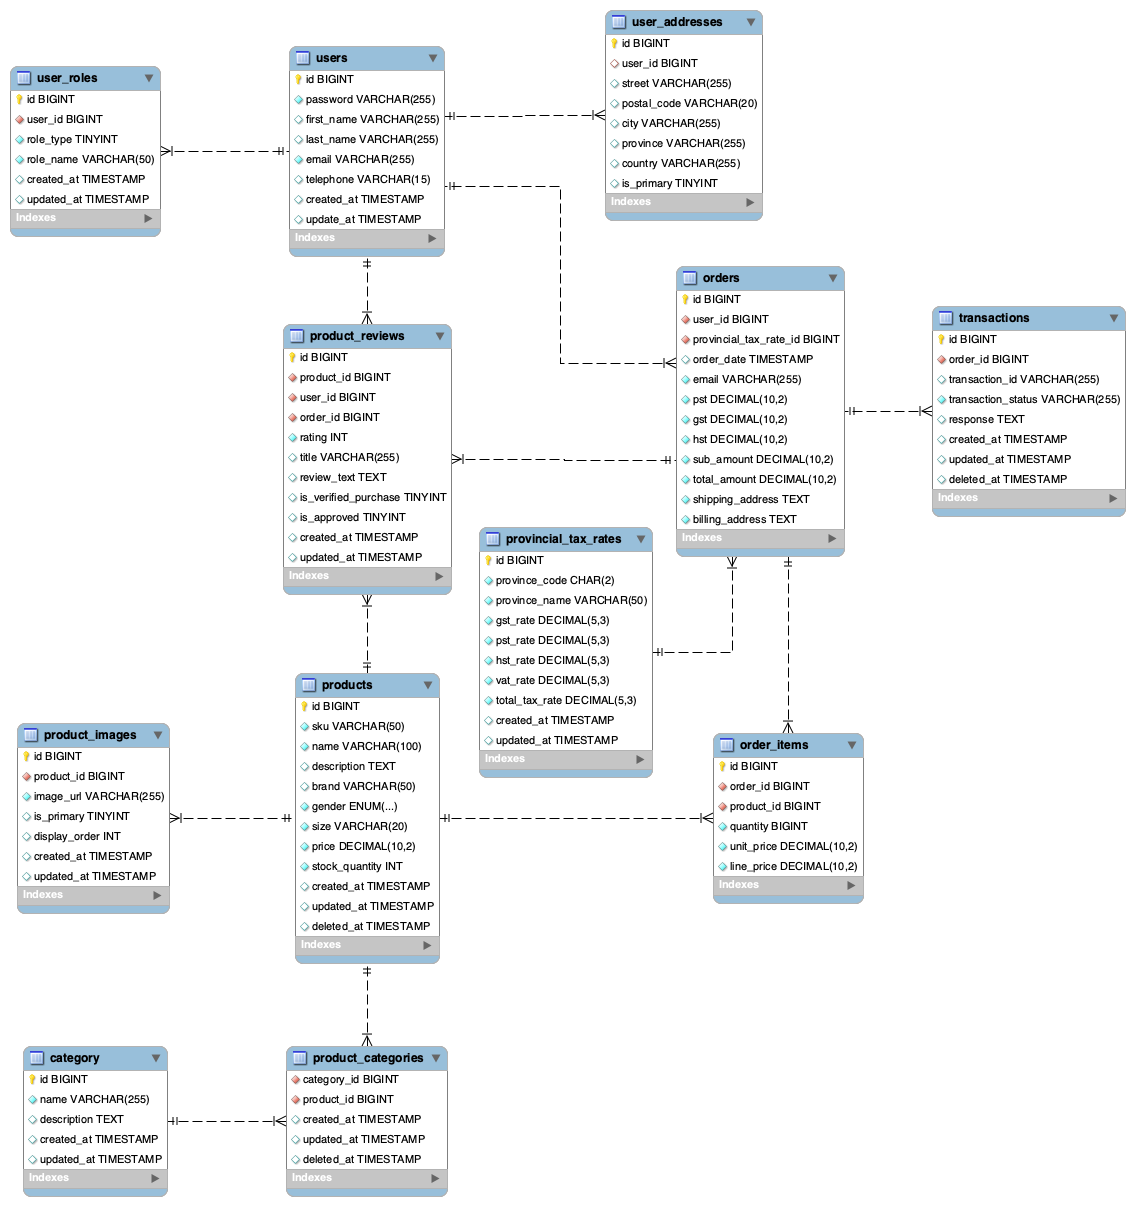 user_addresses
id BIGINT
user_id BIGINT
street VARCHAR(255)
postal_code VARCHAR(20)
city VARCHAR(255)
province VARCHAR(255)
country VARCHAR(255)
is_primary TINYINT
Indexes
users
id BIGINT
password VARCHAR(255)
first_name VARCHAR(255)
last_name VARCHAR(255)
email VARCHAR(255)
telephone VARCHAR(15)
created_at TIMESTAMP
update_at TIMESTAMP
Indexes
user_roles
id BIGINT
user_id BIGINT
role_type TINYINT
role_name VARCHAR(50)
created_at TIMESTAMP
updated_at TIMESTAMP
Indexes
orders
id BIGINT
user_id BIGINT
provincial_tax_rate_id BIGINT
order_date TIMESTAMP
email VARCHAR(255)
pst DECIMAL(10,2)
gst DECIMAL(10,2)
hst DECIMAL(10,2)
sub_amount DECIMAL(10,2)
total_amount DECIMAL(10,2)
shipping_address TEXT
billing_address TEXT
Indexes
transactions
id BIGINT
order_id BIGINT
transaction_id VARCHAR(255)
transaction_status VARCHAR(255)
response TEXT
created_at TIMESTAMP
updated_at TIMESTAMP
deleted_at TIMESTAMP
Indexes
product_reviews
id BIGINT
product_id BIGINT
user_id BIGINT
order_id BIGINT
rating INT
title VARCHAR(255)
review_text TEXT
is_verified_purchase TINYINT
is_approved TINYINT
created_at TIMESTAMP
updated_at TIMESTAMP
Indexes
provincial_tax_rates
id BIGINT
province_code CHAR(2)
province_name VARCHAR(50)
gst_rate DECIMAL(5,3)
pst_rate DECIMAL(5,3)
hst_rate DECIMAL(5,3)
vat_rate DECIMAL(5,3)
total_tax_rate DECIMAL(5,3)
created_at TIMESTAMP
updated_at TIMESTAMP
Indexes
products
id BIGINT
sku VARCHAR(50)
name VARCHAR(100)
description TEXT
brand VARCHAR(50)
gender ENUM(...)
size VARCHAR(20)
price DECIMAL(10,2)
stock_quantity INT
created_at TIMESTAMP
updated_at TIMESTAMP
deleted_at TIMESTAMP
Indexes
product_images
id BIGINT
product_id BIGINT
image_url VARCHAR(255)
is_primary TINYINT
display_order INT
created_at TIMESTAMP
updated_at TIMESTAMP
Indexes
order_items
id BIGINT
order_id BIGINT
product_id BIGINT
quantity BIGINT
unit_price DECIMAL(10,2)
line_price DECIMAL(10,2)
Indexes
category
id BIGINT
name VARCHAR(255)
description TEXT
created_at TIMESTAMP
updated_at TIMESTAMP
Indexes
product_categories
category_id BIGINT
product_id BIGINT
created_at TIMESTAMP
updated_at TIMESTAMP
deleted_at TIMESTAMP
Indexes